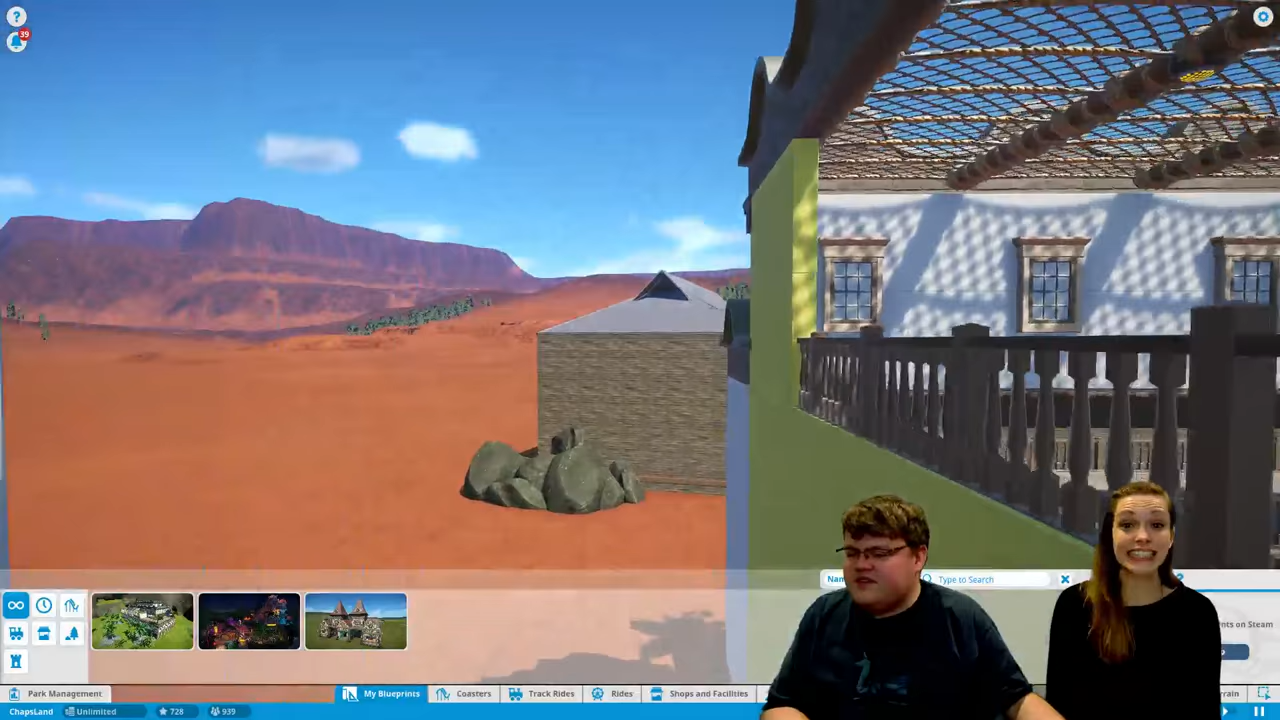 ?
39
Nam
Type to Search
?
nts on Steam
Park Management
My Blueprints
Coasters
Track Rides
Rides
Shops and Facilities
rrain
ChapsLand
Unlimited
728
939